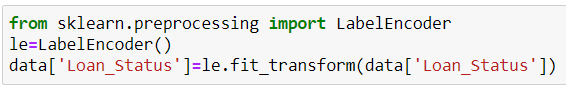 from sklearn.preprocessing import LabelEncoder
le=LabelEncoder()
data['Loan_Status']=le.fit_transform(data['Loan_Status'])